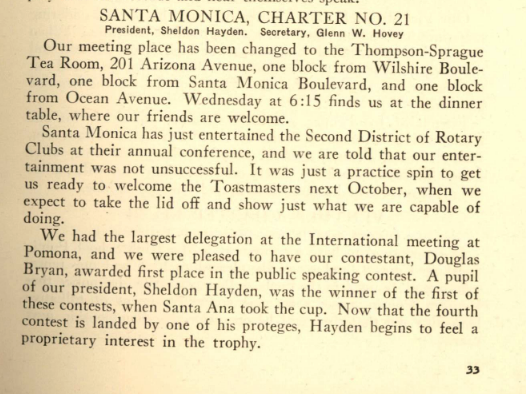 speak.
SANTA MONICA, CHARTER NO. 21
President, Sheldon Hayden. Secretary, Glenn W. Hovey
Our meeting place has been changed to the Thompson-Sprague
Tea Room, 201 Arizona Avenue, one block from Wilshire Boule-
vard, one block from Santa Monica Boulevard, and one block
from Ocean Avenue. Wednesday at 6:15 finds us at the dinner
table, where our friends are welcome.
Santa Monica has just entertained the Second District of Rotary
Clubs at their annual conference, and we are told that our enter-
tainment was not unsuccessful. It was just a practice spin to get
us ready to welcome the Toastmasters next October, when we
expect to take the lid off and show just what we are capable of
doing.
We had the largest delegation at the International meeting at
Pomona, and we were pleased to have our contestant, Douglas
Bryan, awarded first place in the public speaking contest. A pupil
of our president, Sheldon Hayden, was the winner of the first of
these contests, when Santa Ana took the cup. Now that the fourth
contest is landed by one of his proteges, Hayden begins to feel a
proprietary interest in the trophy.
33